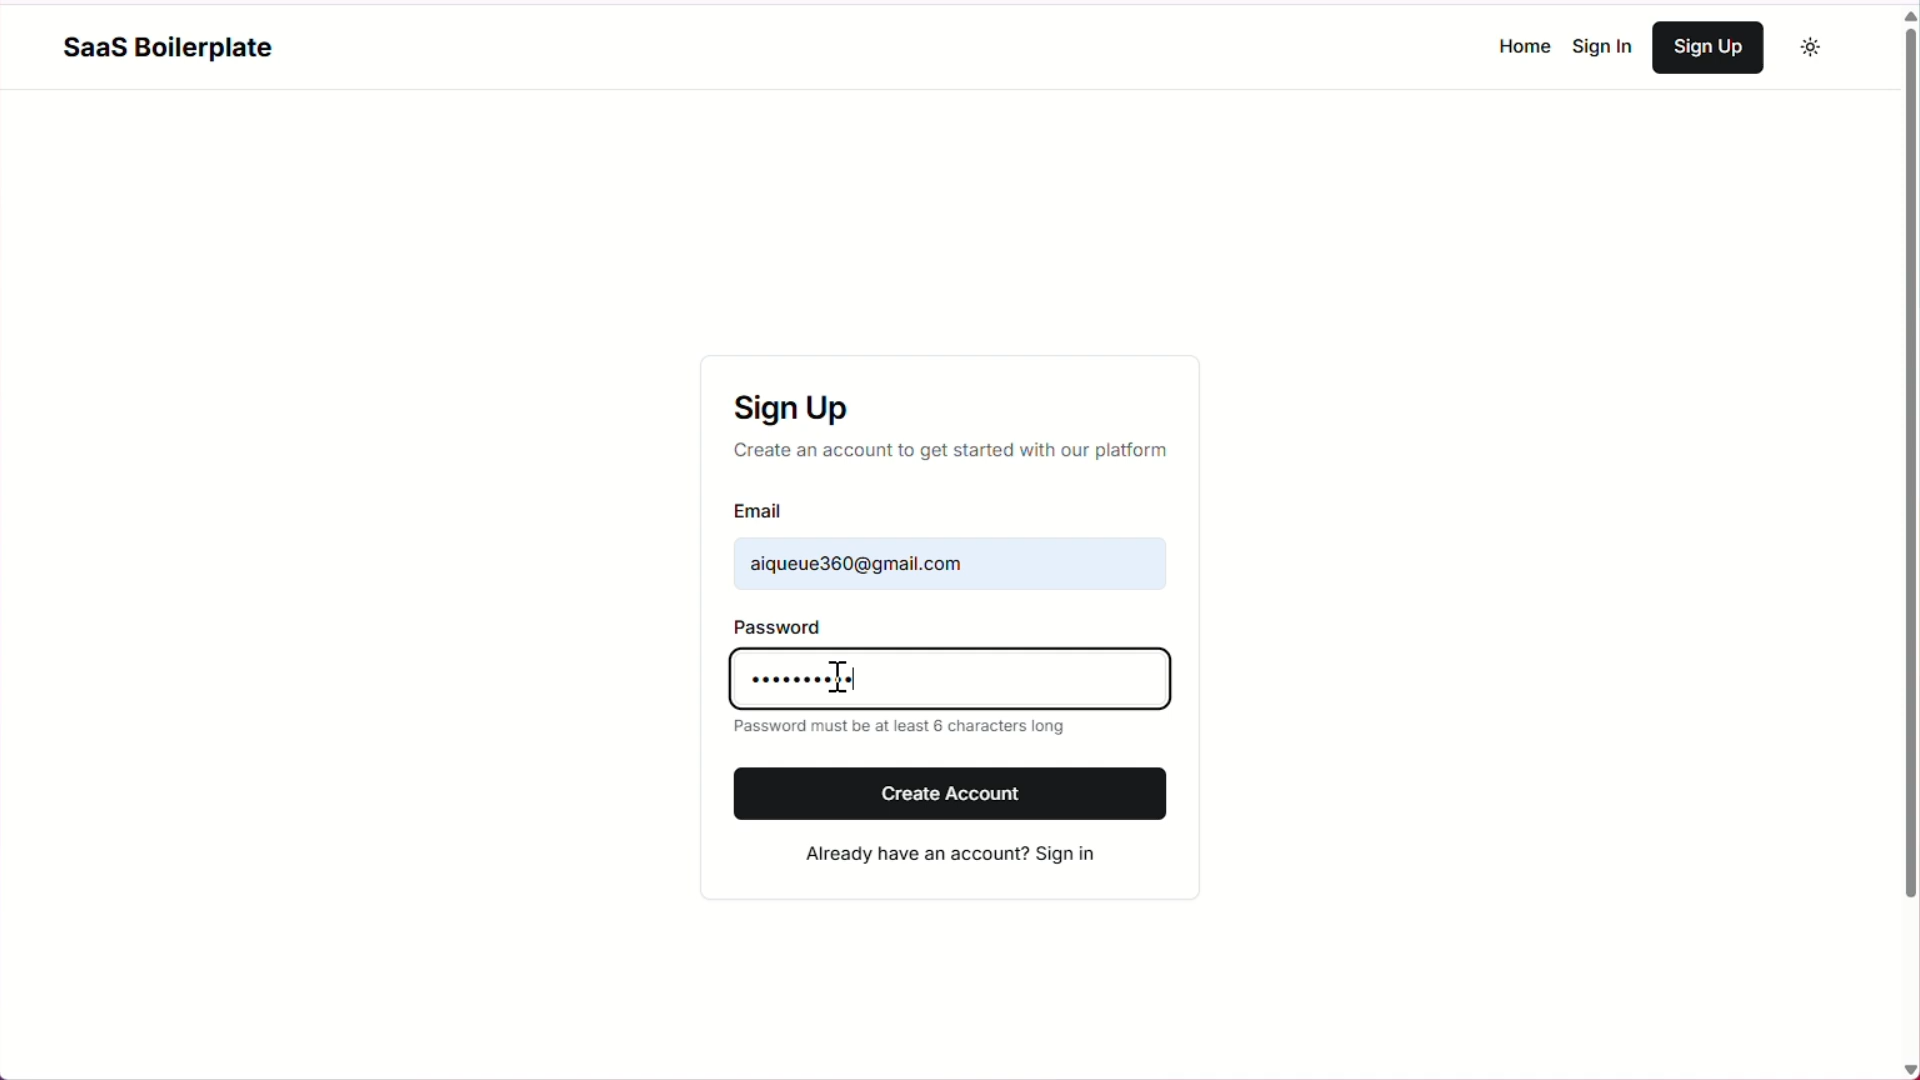 SaaS Boilerplate
Home Sign In Sign Up
Sign Up
Create an account to get started with our platform
Email
aiqueue360@gmail.com
Password
••••••••••
Password must be at least 6 characters long
Create Account
Already have an account? Sign in